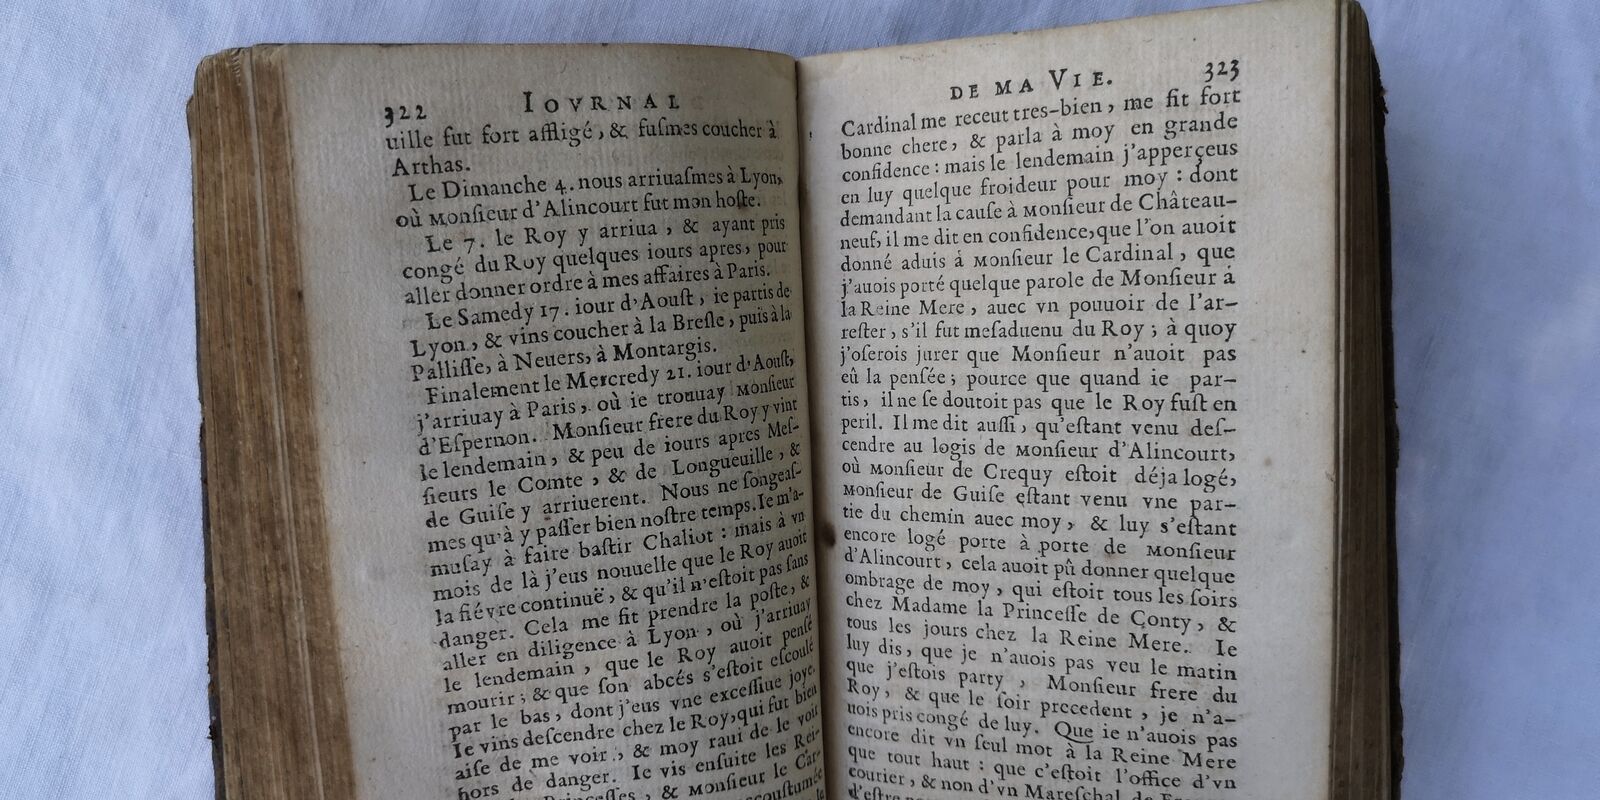 322 IOVRNAL
uille fut fort affligé, & fuſmes coucher à
Arthas.
Le Dimanche 4. nous arriuaſmes à Lyon,
où Monſieur d'Alincourt fut mon hoſte.
Le 7. le Roy y arriua, & ayant pris
congé du Roy quelques iours apres, pour
aller donner ordre à mes affaires à Paris.
Le Samedy 17. iour d'Aouſt, ie partis de
Lyon, & vins coucher à la Breſle, puis à la
Palliſſe, à Neuers, à Montargis.
Finalement le Mercredy 21. iour d'Aouſt,
j'arriuay à Paris, où ie trouuay Monſieur
d'Eſpernon. Monſieur frere du Roy y vint
le lendemain, & peu de iours apres Meſ-
ſieurs le Comte, & de Longueuille, &
de Guiſe y arriuerent. Nous ne ſongeaſ-
mes qu'à y paſſer bien noſtre temps. Ie m'a-
muſay à faire baſtir Chaliot: mais à vn
mois de là j'eus nouuelle que le Roy auoit
la fiévre continuë, & qu'il n'eſtoit pas ſans
danger. Cela me fit prendre la poſte, &
aller en diligence à Lyon, où j'arriuay
le lendemain, que le Roy auoit penſé
mourir; & que ſon abcés s'eſtoit eſcoulé
par le bas, dont j'eus vne exceſſiue joye.
Ie vins deſcendre chez le Roy, qui fut bien
aiſe de me voir, & moy raui de le voir
hors de danger. Ie vis enſuite les Rei-
Princeſſes, & Monſieur le Car-
DE MA VIE. 323
Cardinal me receut tres-bien, me fit fort
bonne chere, & parla à moy en grande
confidence: mais le lendemain j'apperçeus
en luy quelque froideur pour moy: dont
demandant la cauſe à Monſieur de Château-
neuf, il me dit en confidence, que l'on auoit
donné aduis à Monſieur le Cardinal, que
j'auois porté quelque parole de Monſieur à
la Reine Mere, auec vn pouuoir de l'ar-
reſter, s'il fut meſaduenu du Roy; à quoy
j'oſerois jurer que Monſieur n'auoit pas
eû la penſée; pource que quand ie par-
tis, il ne ſe doutoit pas que le Roy fuſt en
peril. Il me dit auſſi, qu'eſtant venu deſ-
cendre au logis de Monſieur d'Alincourt,
où Monſieur de Crequy eſtoit déja logé,
Monſieur de Guiſe eſtant venu vne par-
tie du chemin auec moy, & luy s'eſtant
encore logé porte à porte de Monſieur
d'Alincourt, cela auoit pû donner quelque
ombrage de moy, qui eſtoit tous les ſoirs
chez Madame la Princeſſe de Conty, &
tous les jours chez la Reine Mere. Ie
luy dis, que je n'auois pas veu le matin
que j'eſtois party, Monſieur frere du
Roy, & que le ſoir precedent, je n'a-
uois pris congé de luy. Que ie n'auois pas
encore dit vn ſeul mot à la Reine Mere
que tout haut: que c'eſtoit l'office d'vn
courier, & non d'vn Mareſchal de
d'eſtre